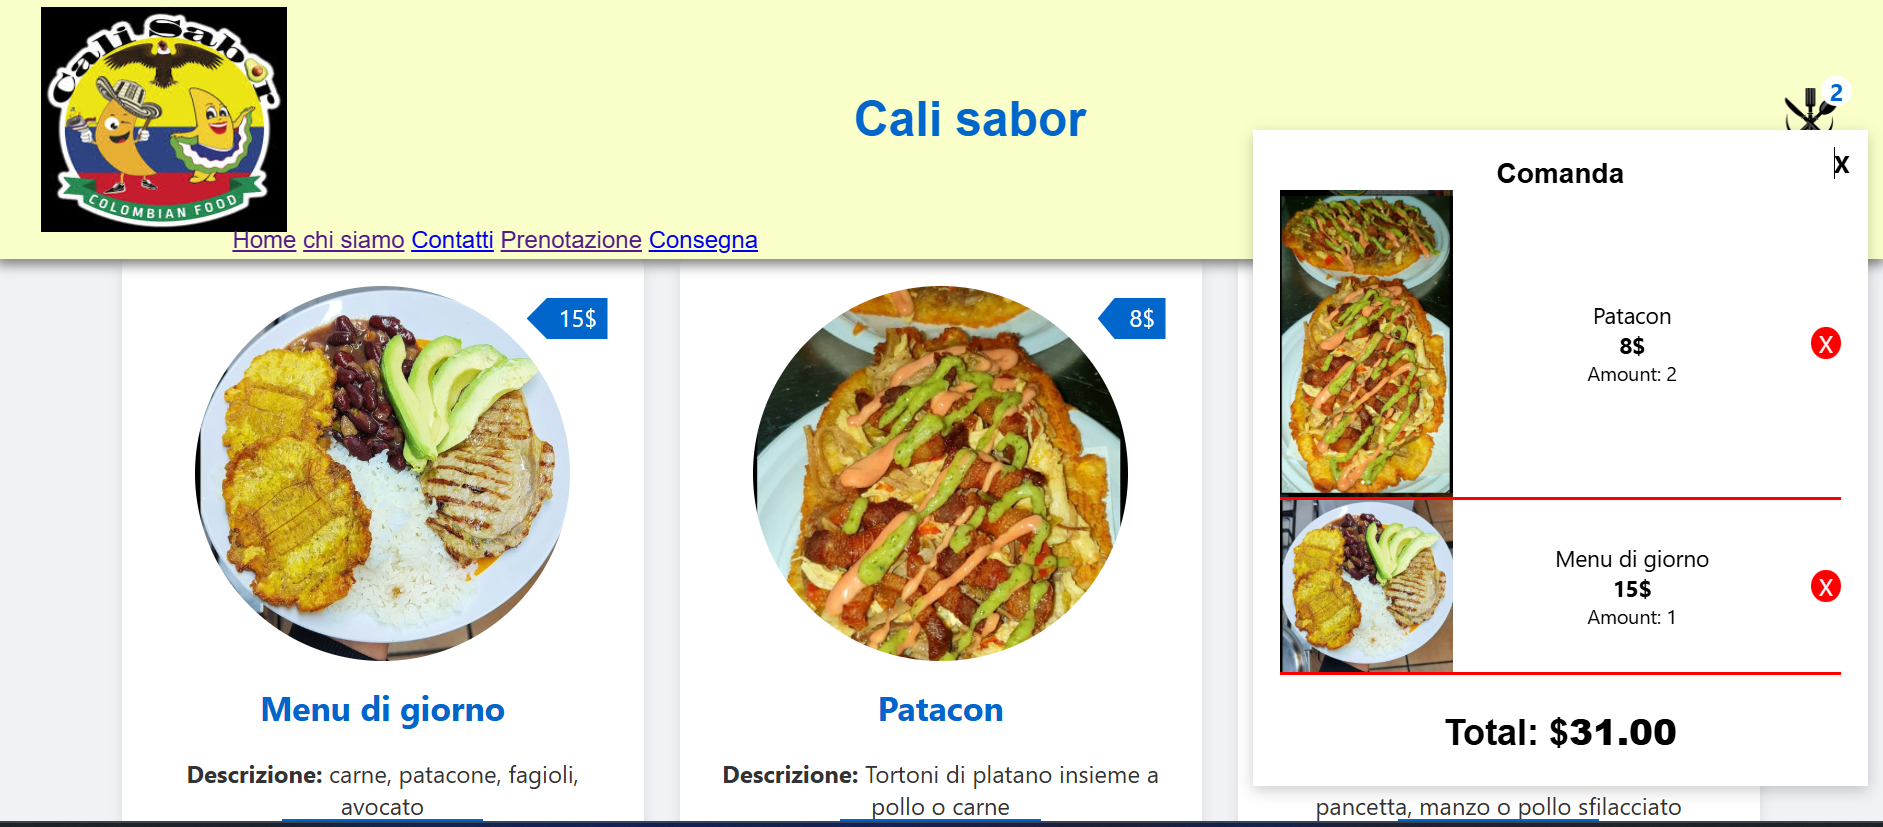 Cali Sabor
COLOMBIAN FOOD
Cali sabor
2
Home chi siamo Contatti Prenotazione Consegna
15$
Menu di giorno
Descrizione: carne, patacone, fagioli,
avocato
8$
Patacon
Descrizione: Tortoni di platano insieme a
pollo o carne
pancetta, manzo o pollo sfilacciato
X
Comanda
Patacon
8$
Amount: 2
X
Menu di giorno
15$
Amount: 1
X
Total: $31.00